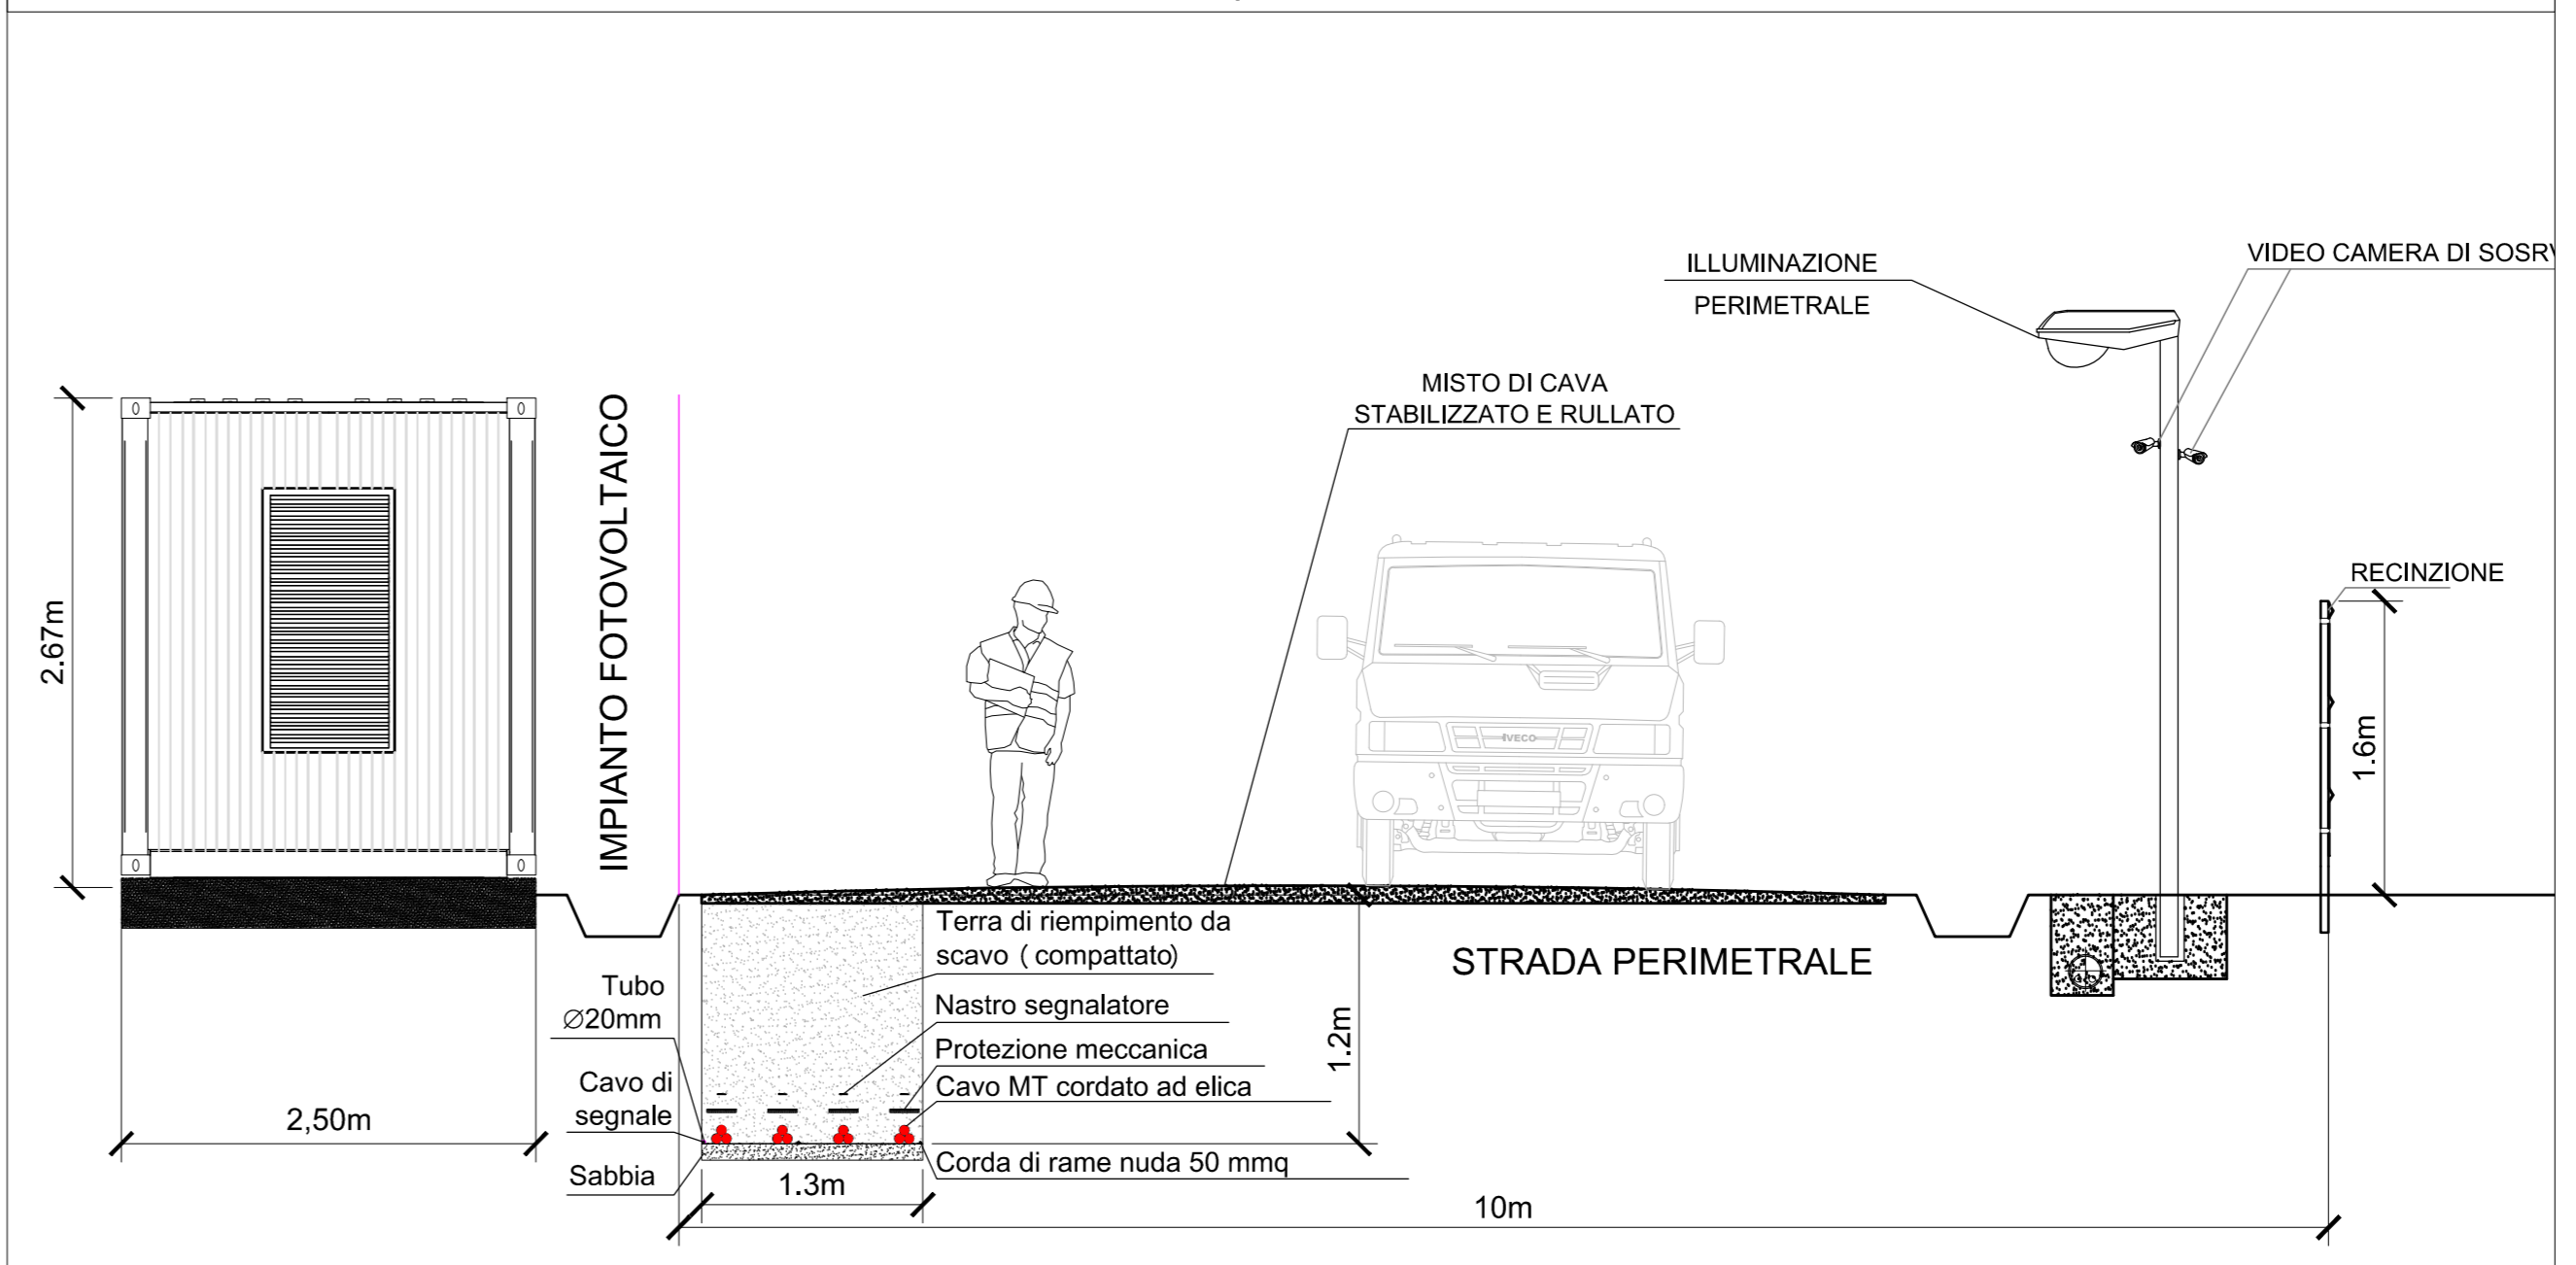 VIDEO CAMERA DI SOSRV
ILLUMINAZIONE
PERIMETRALE
MISTO DI CAVA
STABILIZZATO E RULLATO
IMPIANTO FOTOVOLTAICO
RECINZIONE
2.67m
1.6m
IVECO
Terra di riempimento da
scavo ( compattato)
STRADA PERIMETRALE
Tubo
Ø20mm
Nastro segnalatore
Protezione meccanica
1.2m
Cavo di
segnale
Cavo MT cordato ad elica
2,50m
Sabbia
Corda di rame nuda 50 mmq
1.3m
10m